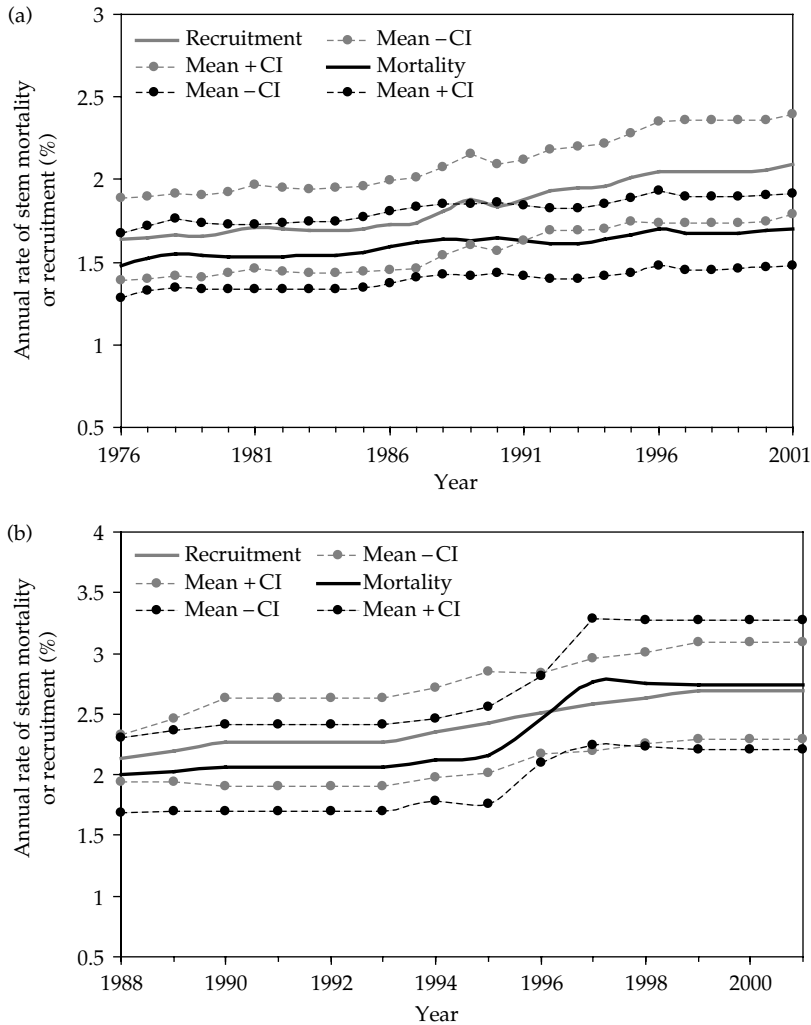 (a)
3
2.5
2
1.5
1
0.5
Annual rate of stem mortality
or recruitment (%)
Recruitment
Mean – CI
Mean + CI
Mortality
Mean – CI
Mean + CI
1976
1981
1986
1991
1996
2001
Year
(b)
4
3.5
3
2.5
2
1.5
1
0.5
Annual rate of stem mortality
or recruitment (%)
Recruitment
Mean – CI
Mean + CI
Mortality
Mean – CI
Mean + CI
1988
1990
1992
1994
1996
1998
2000
Year